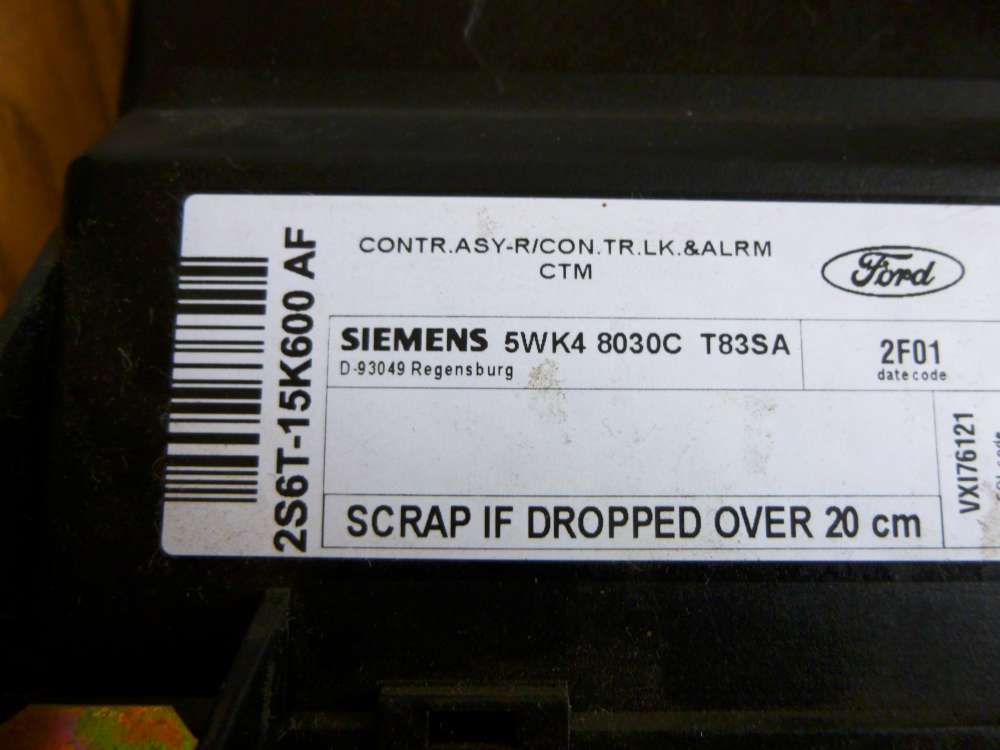 CONTR.ASY-R/CON.TR.LK.&ALRM
CTM
Ford
2S6T-15K600 AF
SIEMENS 5WK4 8030C T83SA
D-93049 Regensburg
2F01
datecode
VXI76121
code
SCRAP IF DROPPED OVER 20 cm